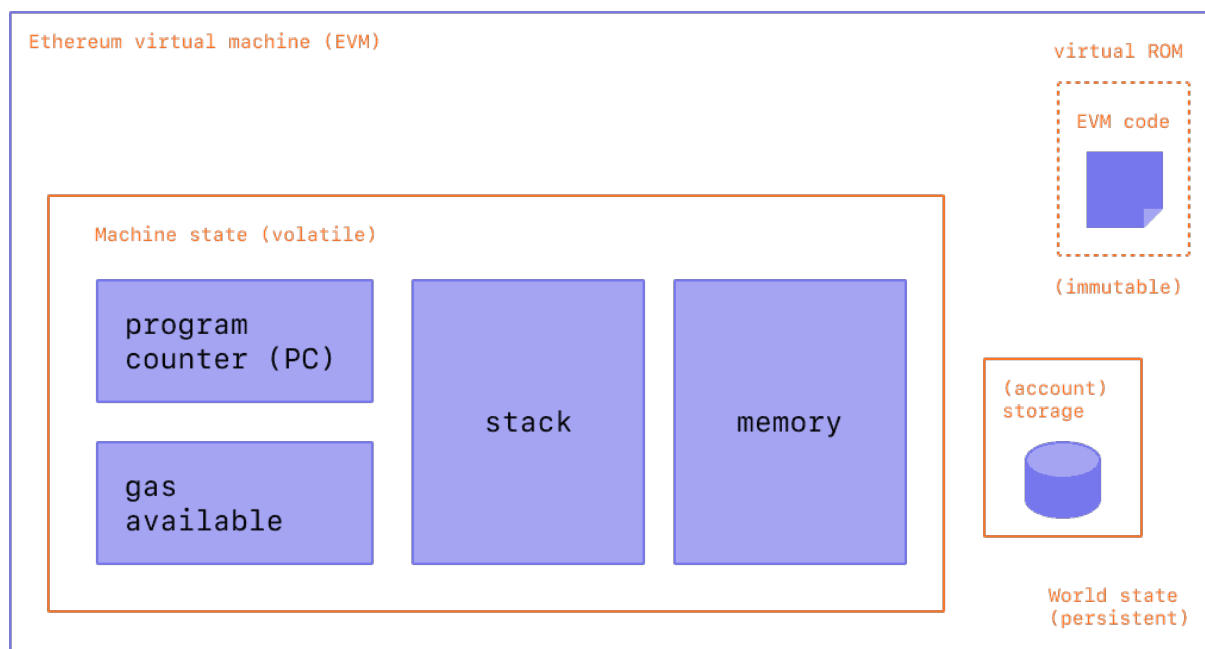 Ethereum virtual machine (EVM)
virtual ROM
EVM code
(immutable)
Machine state (volatile)
program
counter (PC)
gas
available
stack
memory
(account)
storage
World state
(persistent)